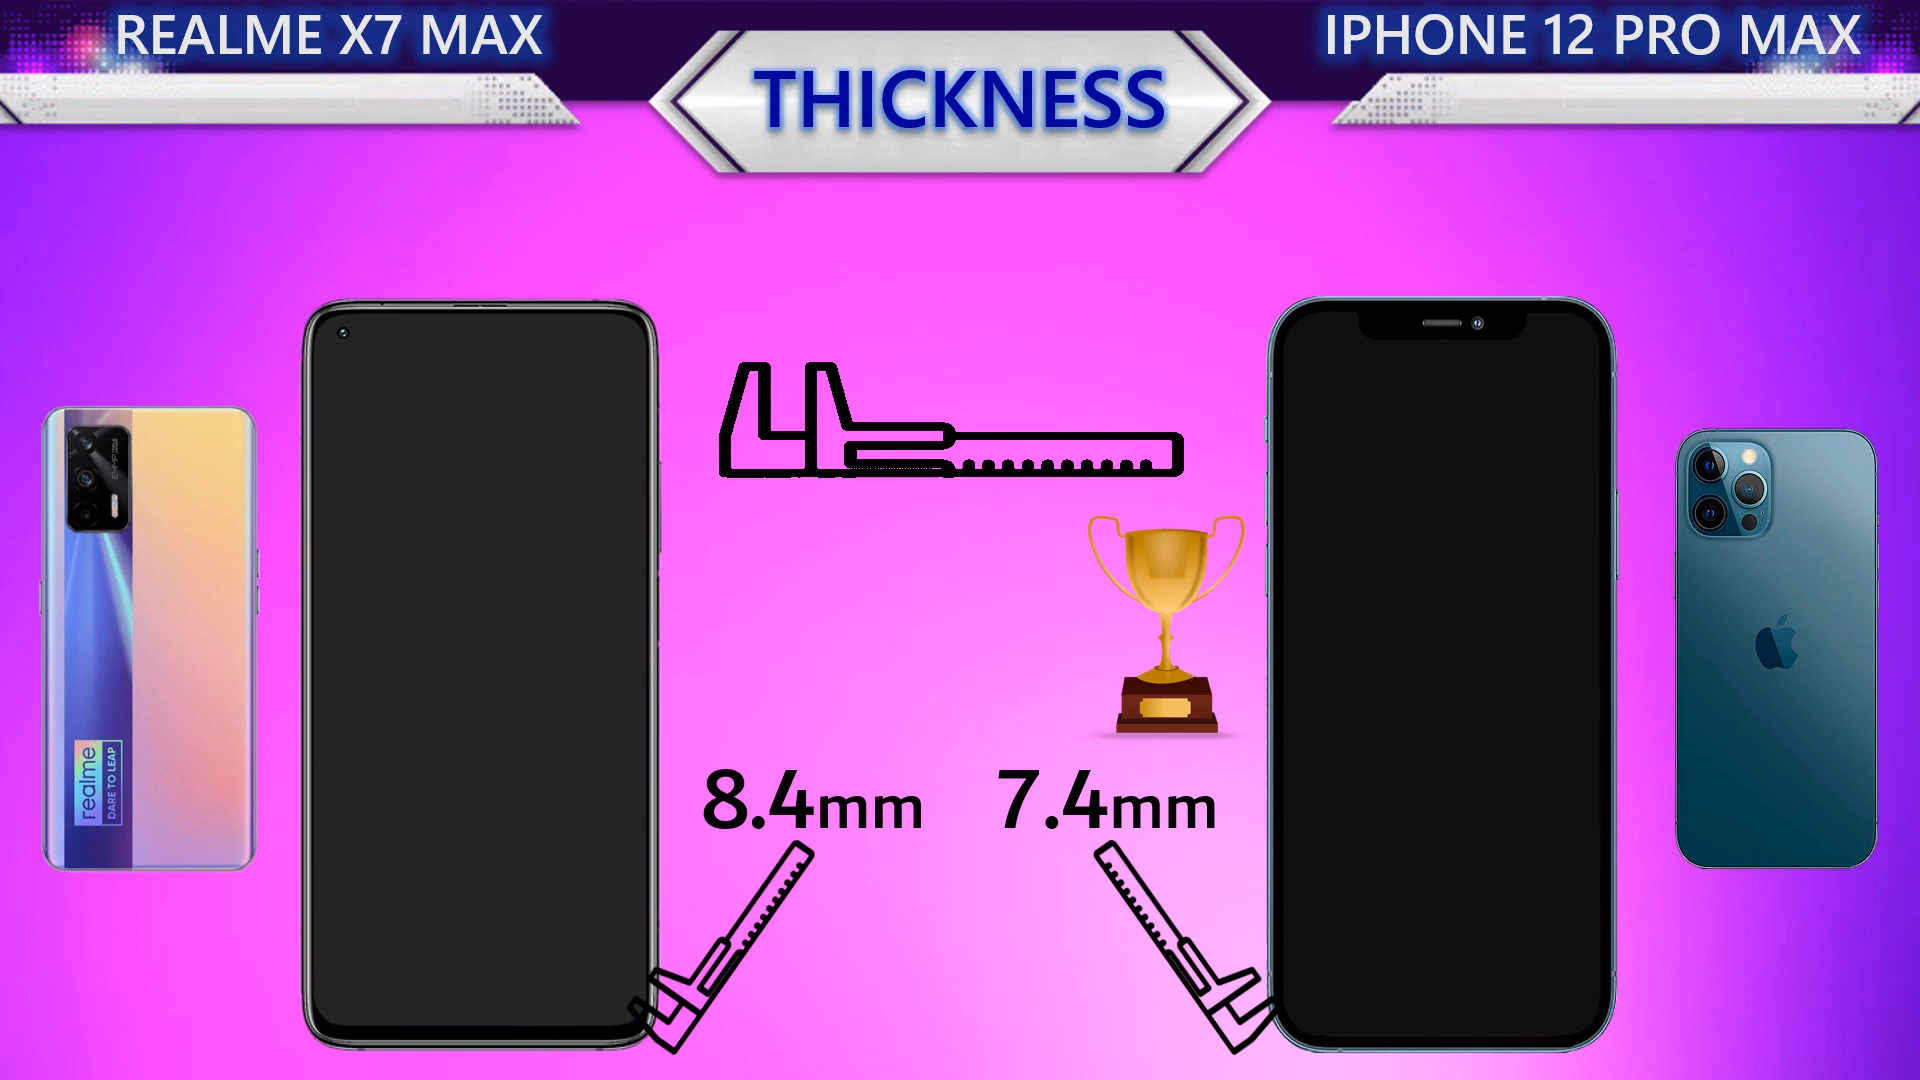 REALME X7 MAX
IPHONE 12 PRO MAX
THICKNESS
realme
DARE TO LEAP
8.4mm
7.4mm